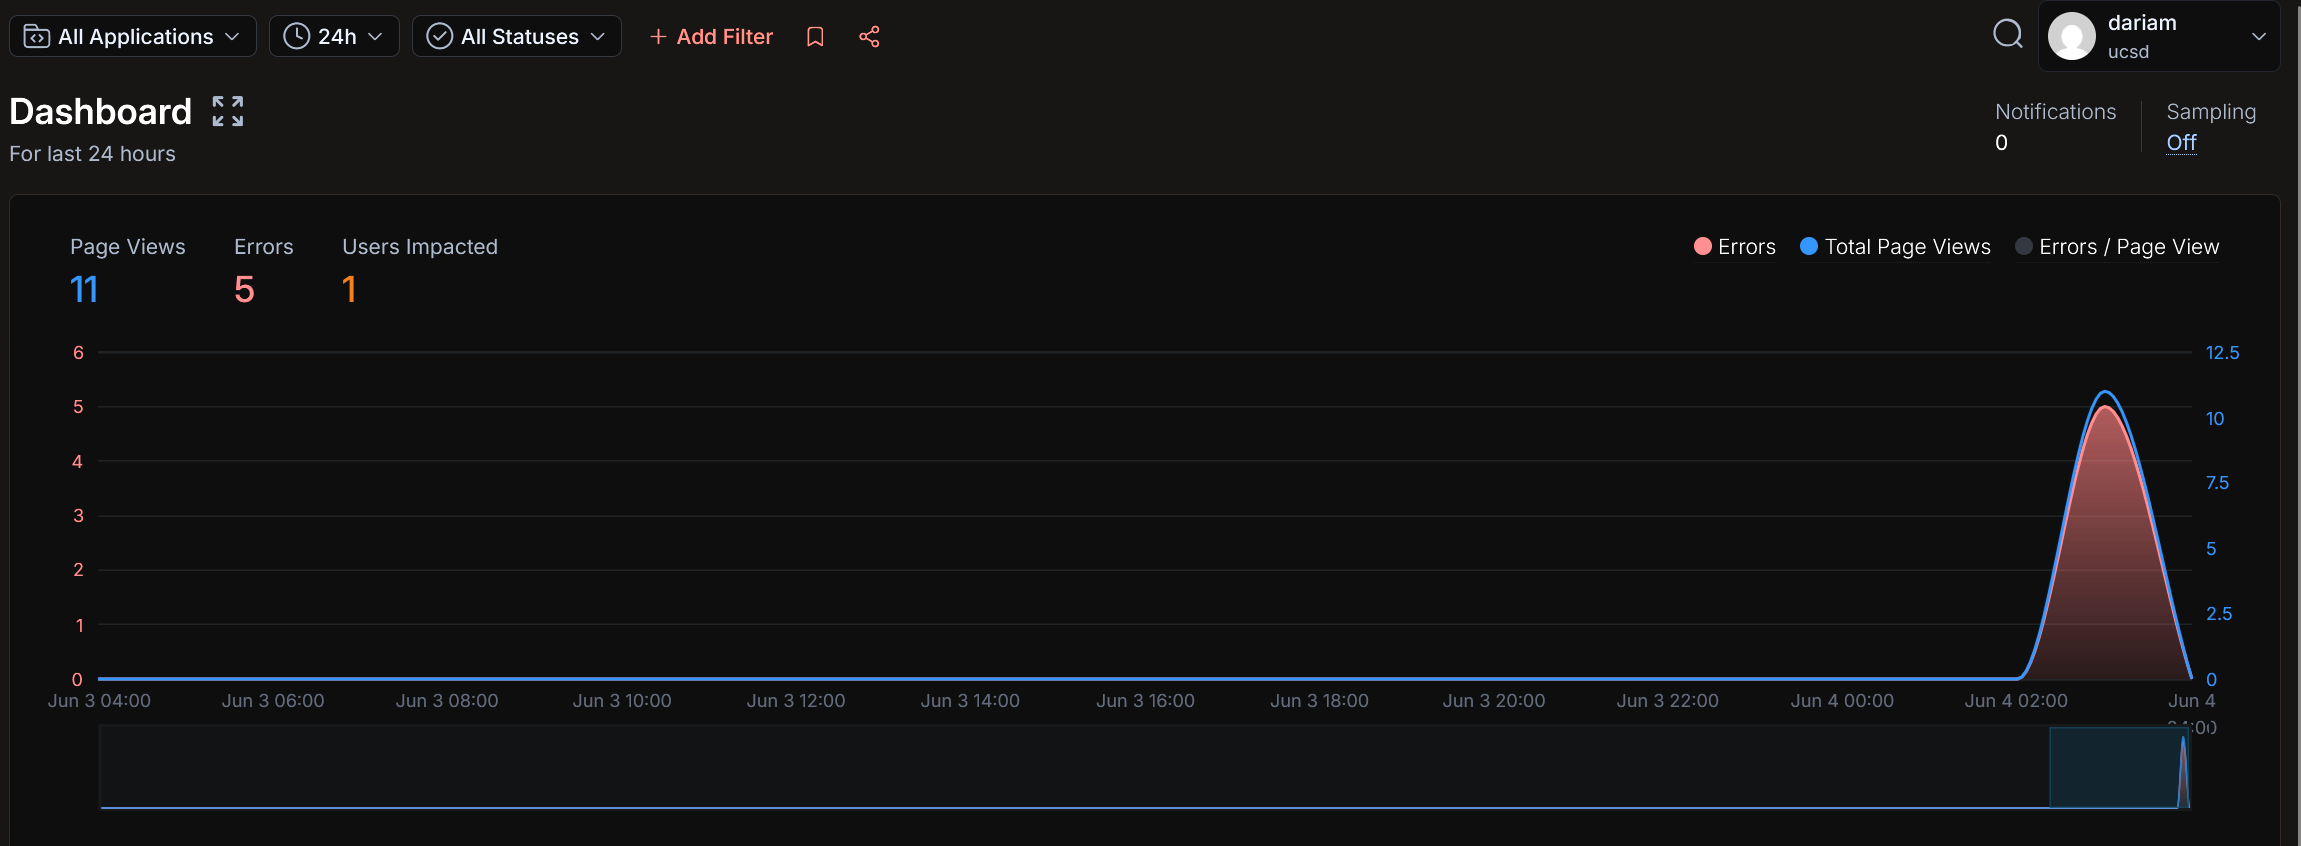 All Applications 24h All Statuses + Add Filter
dariam
ucsd
Dashboard
For last 24 hours
Notifications
0
Sampling
Off
Page Views Errors Users Impacted
11 5 1
Errors Total Page Views Errors / Page View
6 12.5
5 10
4 7.5
3 5
2 2.5
1
0 0
Jun 3 04:00 Jun 3 06:00 Jun 3 08:00 Jun 3 10:00 Jun 3 12:00 Jun 3 14:00 Jun 3 16:00 Jun 3 18:00 Jun 3 20:00 Jun 3 22:00 Jun 4 00:00 Jun 4 02:00 Jun 4
:00